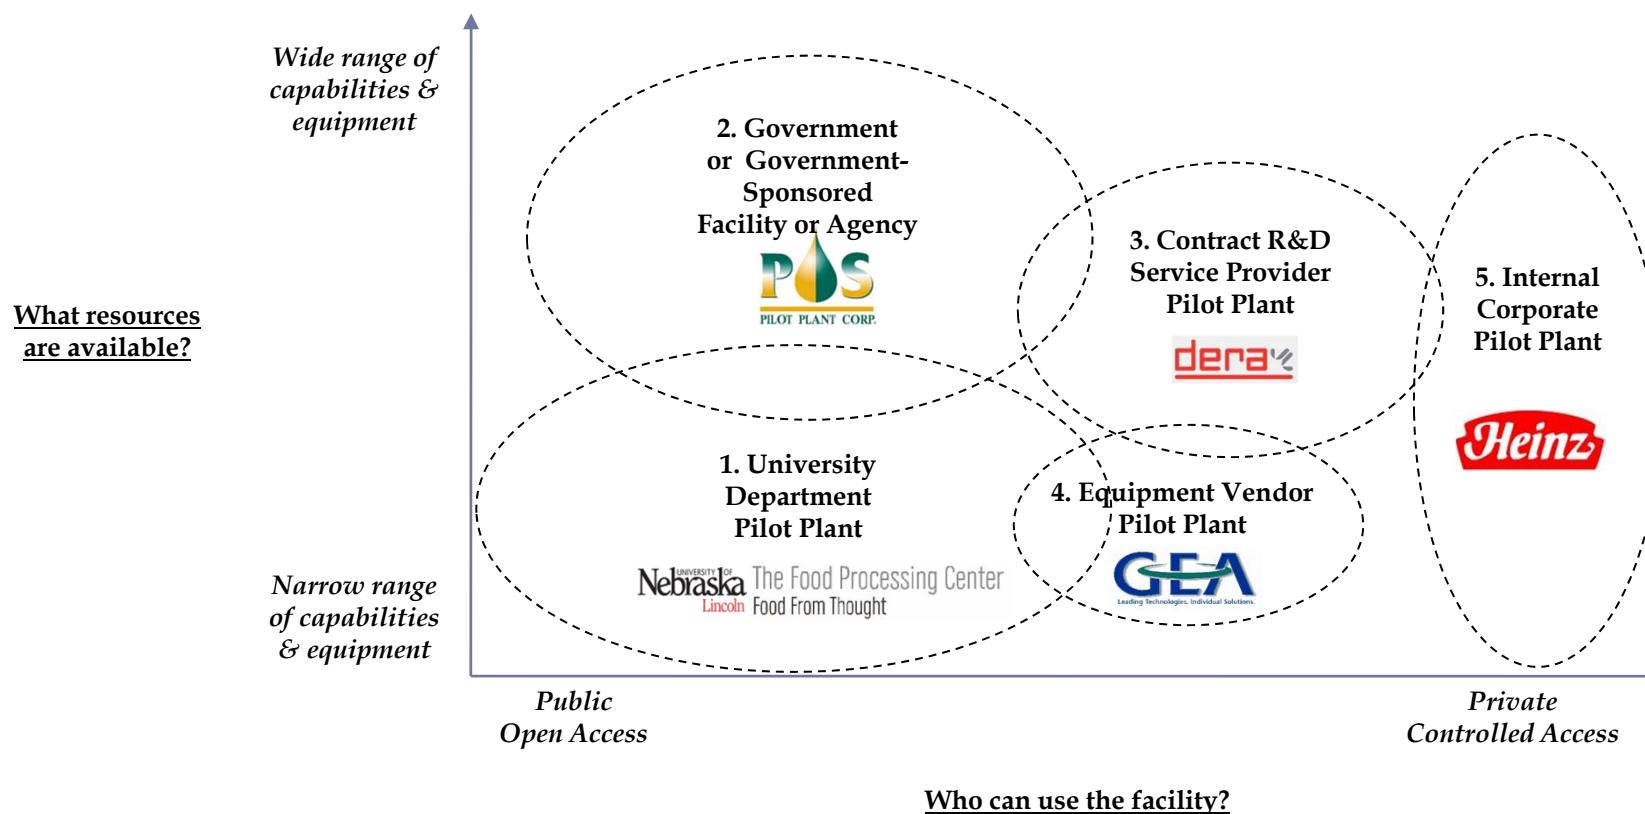 Wide range of
capabilities &
equipment
2. Government
or Government-
Sponsored
Facility or Agency
POS
PILOT PLANT CORP.
3. Contract R&D
Service Provider
Pilot Plant
dera
5. Internal
Corporate
Pilot Plant
Heinz
What resources
are available?
1. University
Department
Pilot Plant
UNIVERSITY OF
Nebraska
Lincoln
The Food Processing Center
Food From Thought
4. Equipment Vendor
Pilot Plant
GEA
Leading Technologies. Individual Solutions.
Narrow range
of capabilities
& equipment
Public
Open Access
Private
Controlled Access
Who can use the facility?